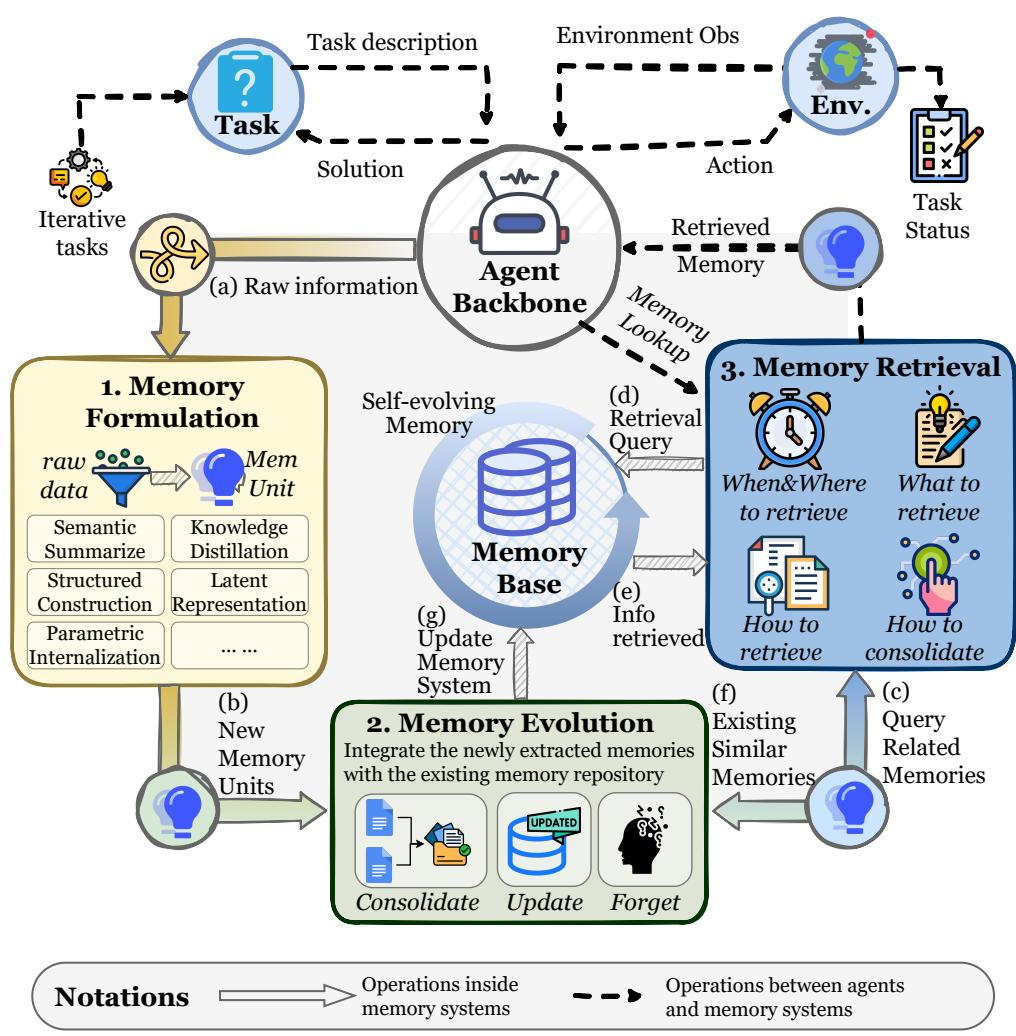 Task description
Environment Obs
Task
?
Env.
Solution
Action
Iterative
tasks
Task
Status
Retrieved
Memory
(a) Raw information
Agent
Backbone
Memory
Lookup
1. Memory
Formulation
raw
data
Mem
Unit
Semantic
Summarize
Knowledge
Distillation
Structured
Construction
Latent
Representation
Parametric
Internalization
... ...
Self-evolving
Memory
Memory
Base
(d)
Retrieval
Query
(e)
Info
retrieved
3. Memory Retrieval
When&Where
to retrieve
What to
retrieve
How to
retrieve
How to
consolidate
(g)
Update
Memory
System
(b)
New
Memory
Units
(f)
Existing
Similar
Memories
(c)
Query
Related
Memories
2. Memory Evolution
Integrate the newly extracted memories
with the existing memory repository
UPDATED
Consolidate
Update
Forget
Notations
Operations inside
memory systems
Operations between agents
and memory systems